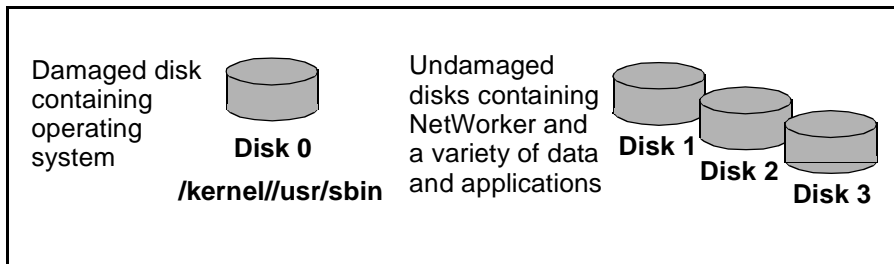 Damaged disk
containing
operating
system
Disk 0
/kernel//usr/sbin
Undamaged
disks containing
NetWorker and
a variety of data
and applications
Disk 1
Disk 2
Disk 3